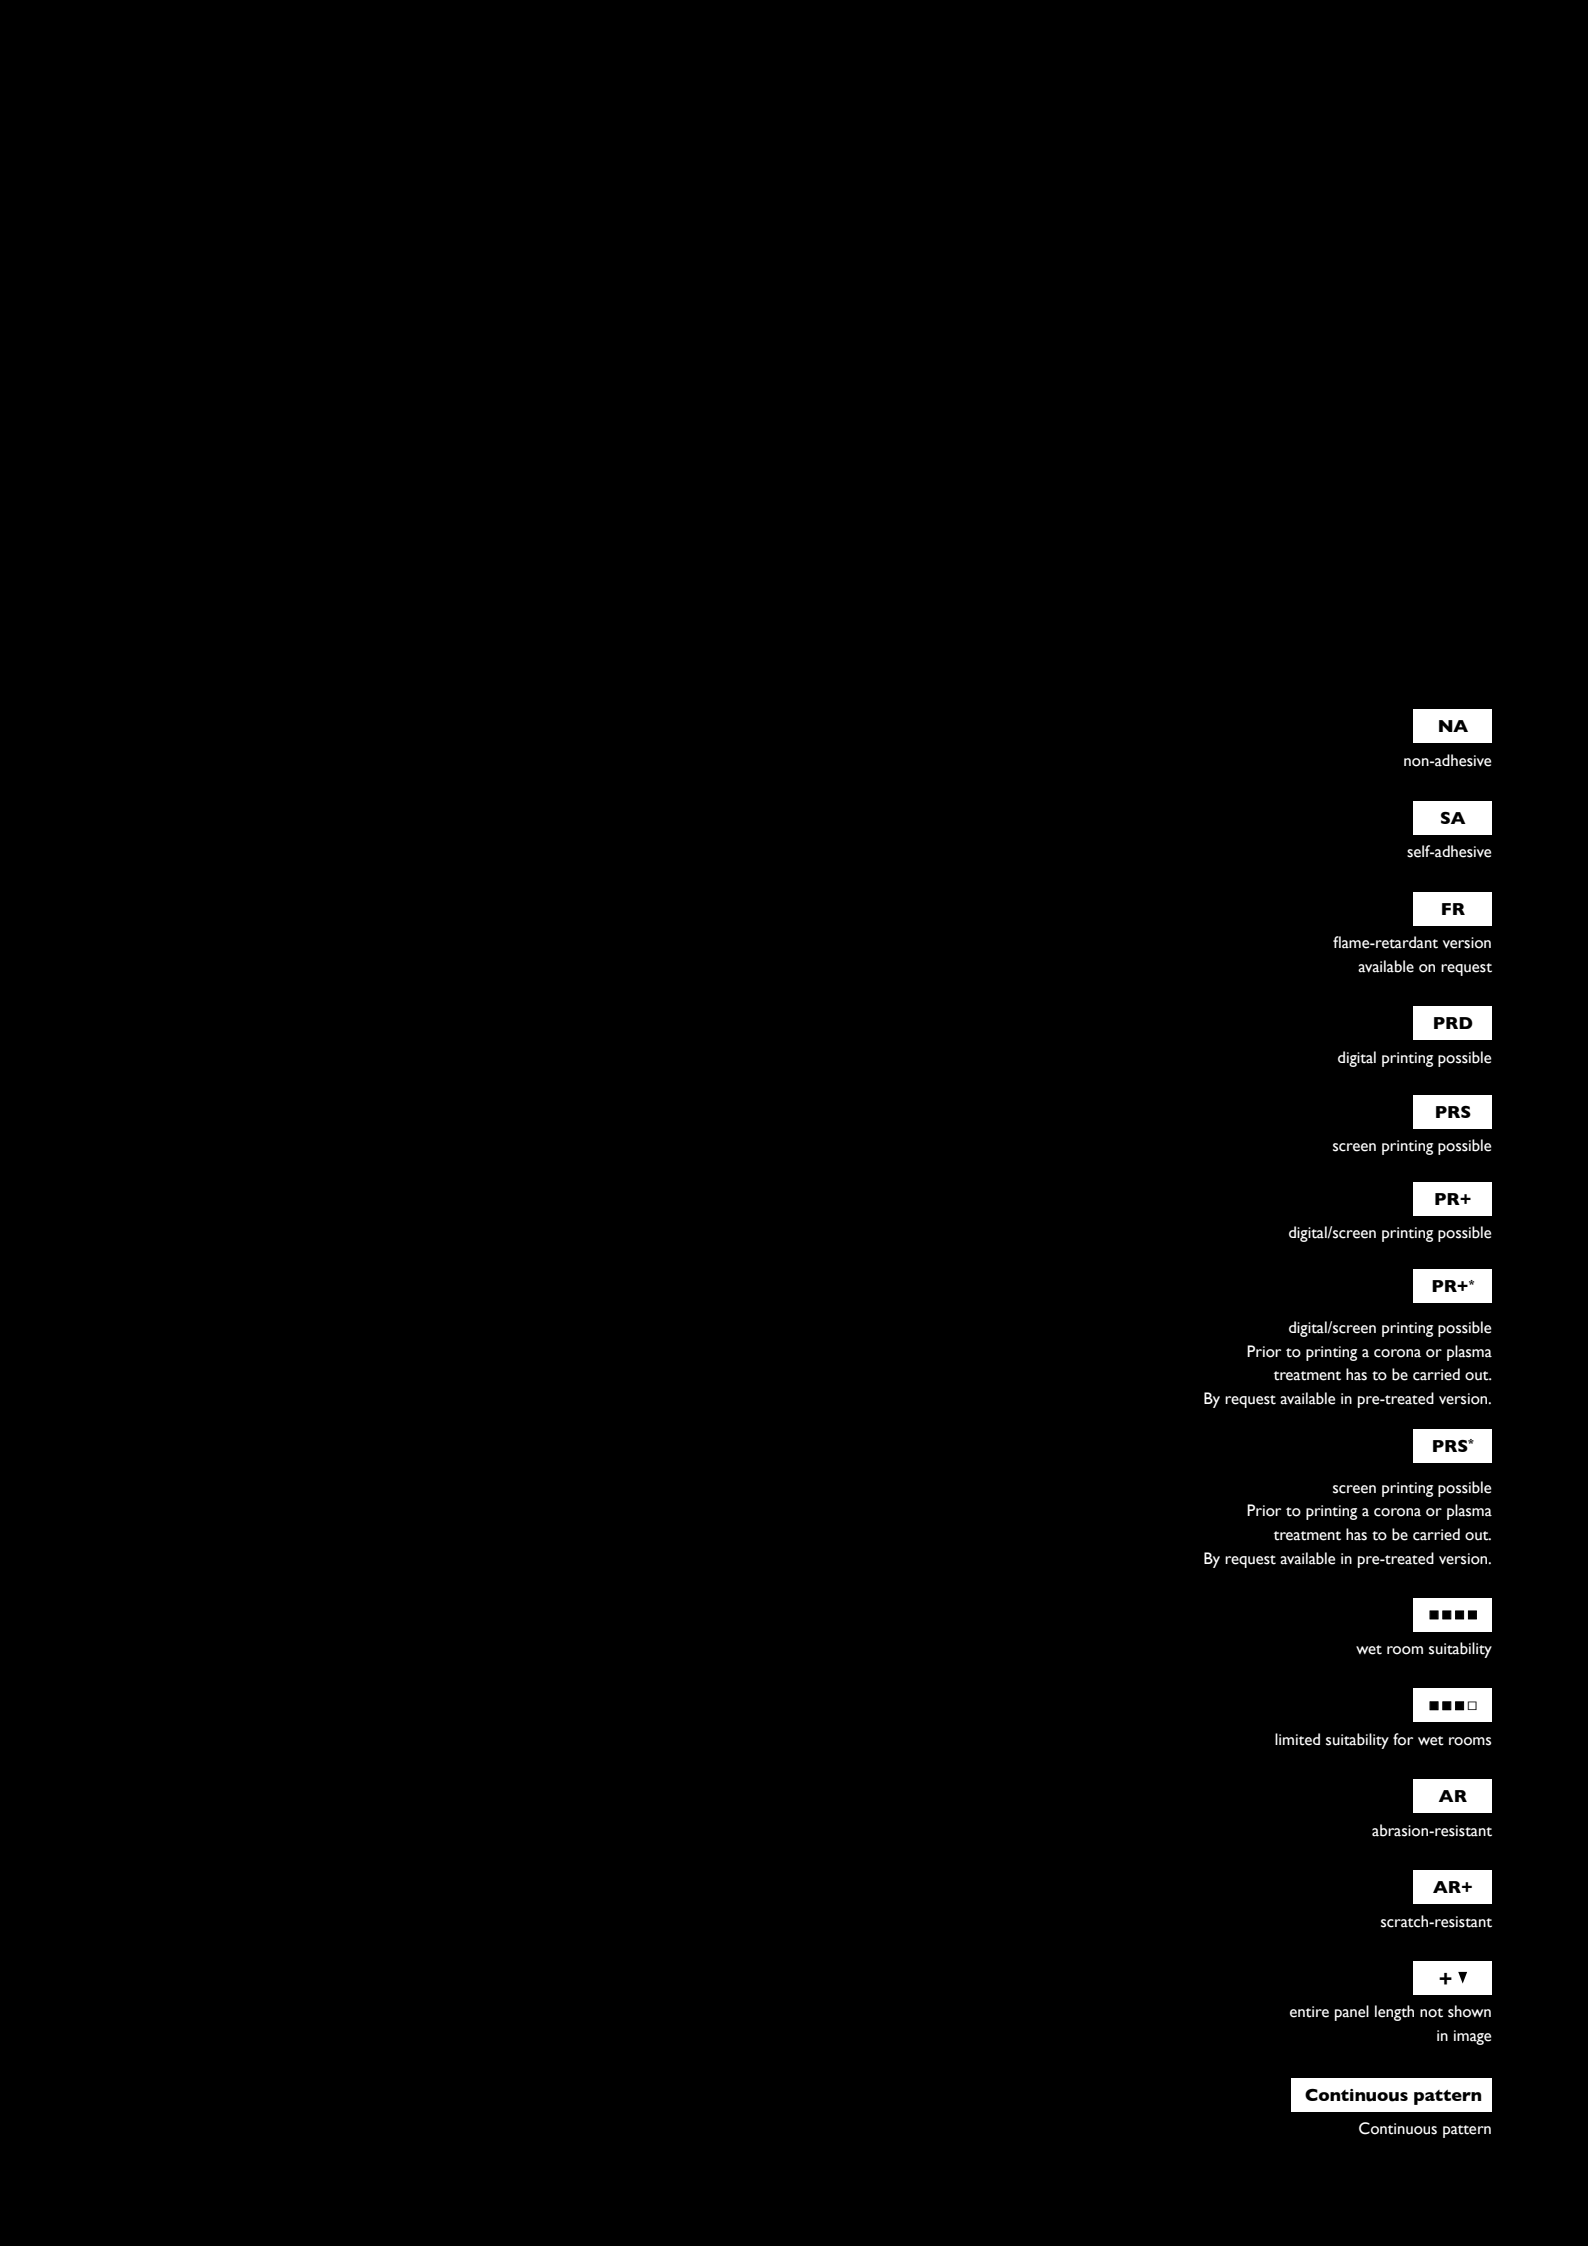 NA
non-adhesive
SA
self-adhesive
FR
flame-retardant version
available on request
PRD
digital printing possible
PRS
screen printing possible
PR+
digital/screen printing possible
PR+*
digital/screen printing possible
Prior to printing a corona or plasma
treatment has to be carried out.
By request available in pre-treated version.
PRS*
screen printing possible
Prior to printing a corona or plasma
treatment has to be carried out.
By request available in pre-treated version.
■■■■
wet room suitability
■■■□
limited suitability for wet rooms
AR
abrasion-resistant
AR+
scratch-resistant
+ ▼
entire panel length not shown
in image
Continuous pattern
Continuous pattern